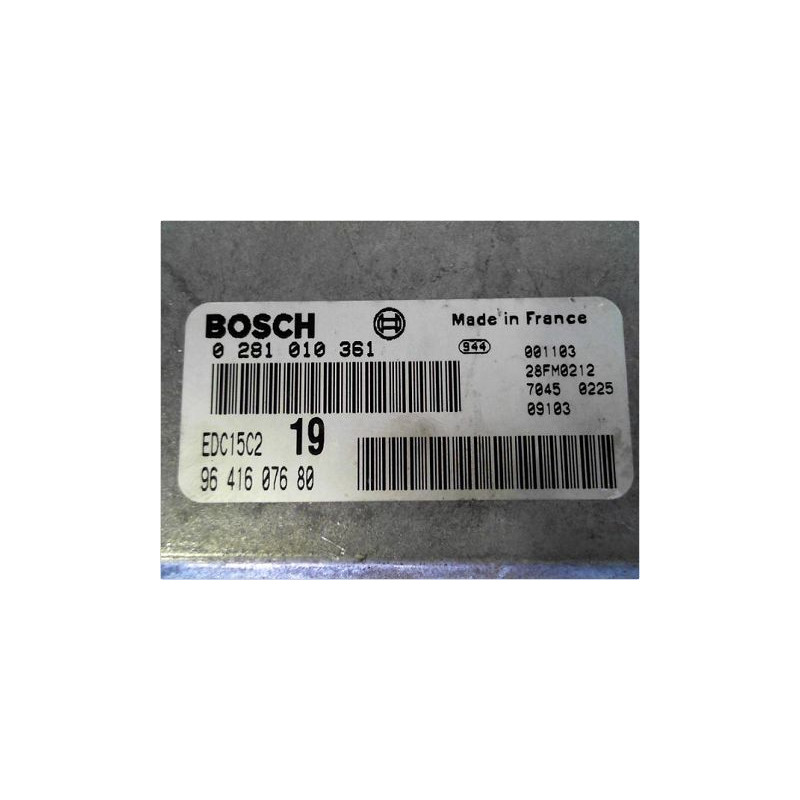 BOSCH
Made in France
0 281 010 361
944
001103
28FM0212
7045 0225
09103
EDC15C2 19
96 416 076 80